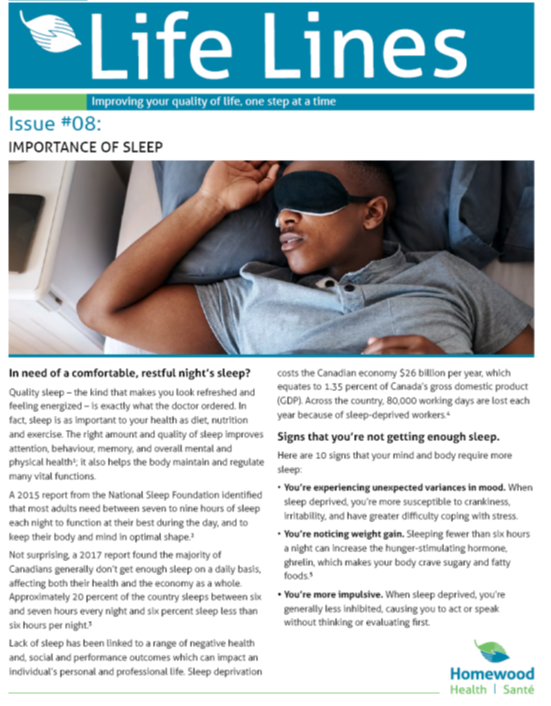 Life Lines
Improving your quality of life, one step at a time
Issue #08:
IMPORTANCE OF SLEEP
In need of a comfortable, restful night's sleep?
Quality sleep – the kind that makes you look refreshed and
feeling energized – is exactly what the doctor ordered. In
fact, sleep is as important to your health as diet, nutrition
and exercise. The right amount and quality of sleep improves
attention, behaviour, memory, and overall mental and
physical health¹; it also helps the body maintain and regulate
many vital functions.
A 2015 report from the National Sleep Foundation identified
that most adults need between seven to nine hours of sleep
each night to function at their best during the day, and to
keep their body and mind in optimal shape.²
Not surprising, a 2017 report found the majority of
Canadians generally don't get enough sleep on a daily basis,
affecting both their health and the economy as a whole.
Approximately 20 percent of the country sleeps between six
and seven hours every night and six percent sleep less than
six hours per night.³
Lack of sleep has been linked to a range of negative health
and, social and performance outcomes which can impact an
individual's personal and professional life. Sleep deprivation
costs the Canadian economy $26 billion per year, which
equates to 1.35 percent of Canada's gross domestic product
(GDP). Across the country, 80,000 working days are lost each
year because of sleep-deprived workers.⁴
Signs that you're not getting enough sleep.
Here are 10 signs that your mind and body require more
sleep:
• You're experiencing unexpected variances in mood. When
sleep deprived, you're more susceptible to crankiness,
irritability, and have greater difficulty coping with stress.
• You're noticing weight gain. Sleeping fewer than six hours
a night can increase the hunger-stimulating hormone,
ghrelin, which makes your body crave sugary and fatty
foods.⁵
• You're more impulsive. When sleep deprived, you're
generally less inhibited, causing you to act or speak
without thinking or evaluating first.
Homewood
Health | Santé